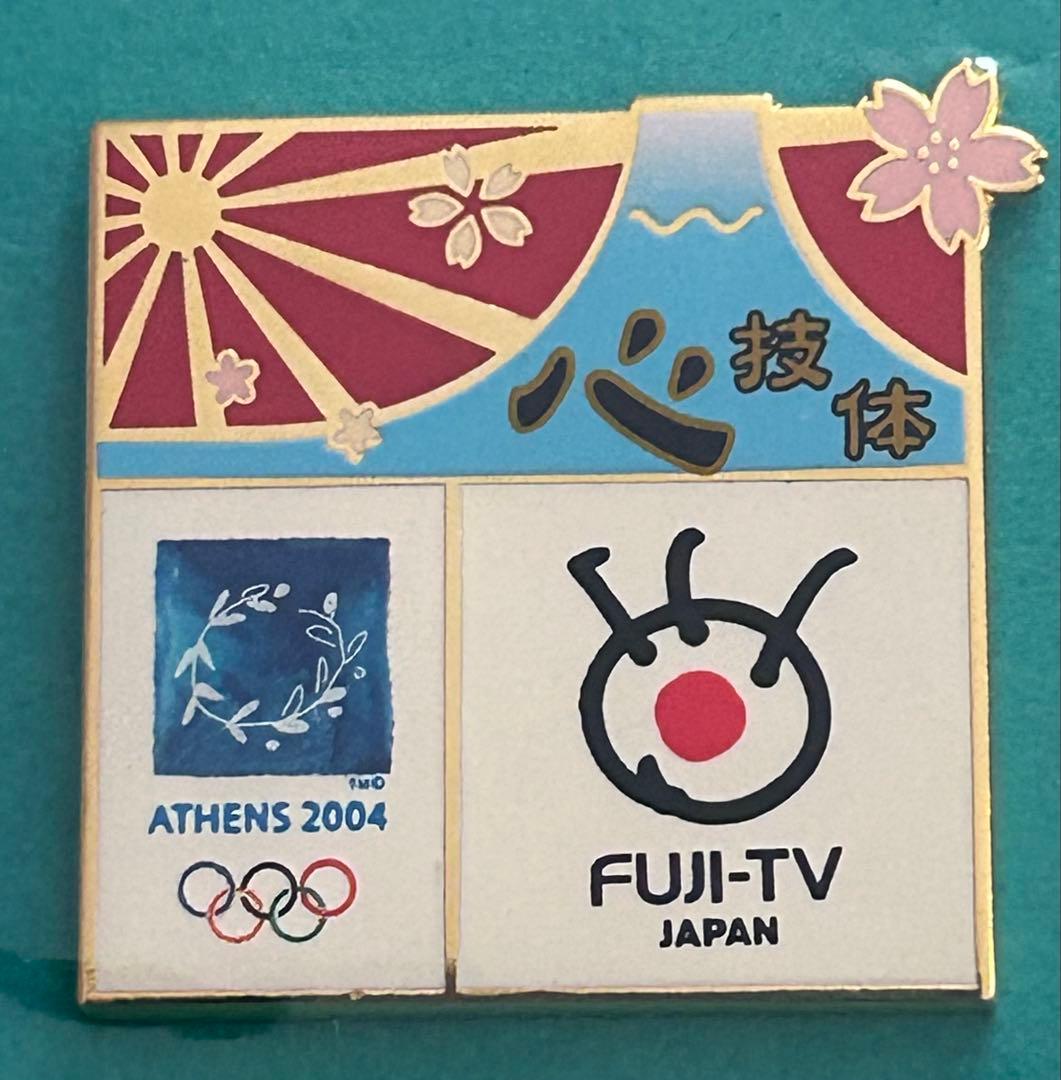 心技体
ATHENS 2004
FUJI-TV
JAPAN